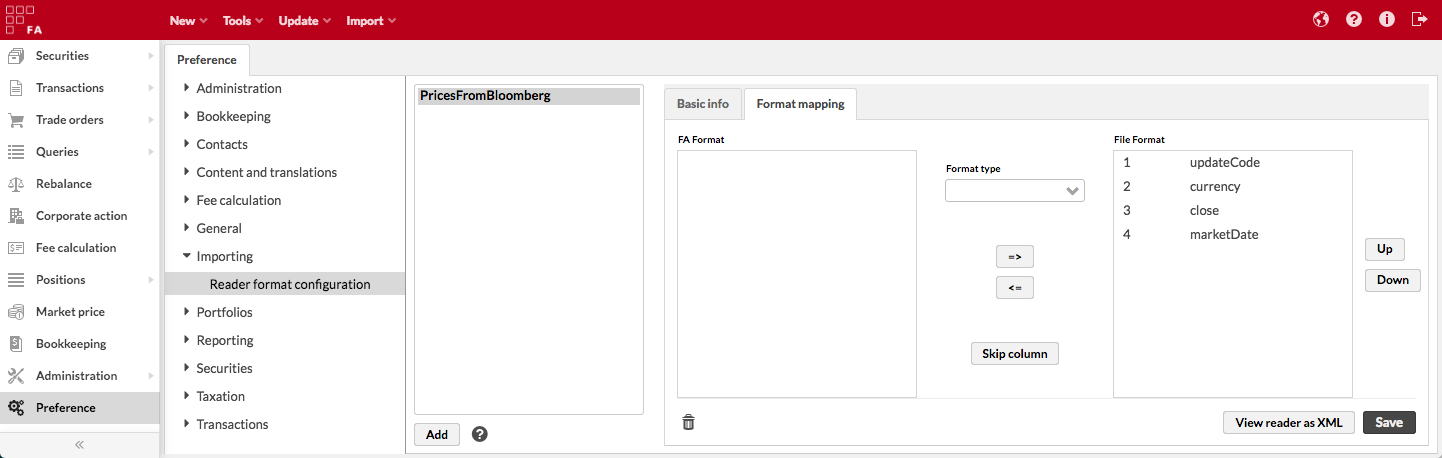 FA
New
Tools
Update
Import
Securities
Transactions
Trade orders
Queries
Rebalance
Corporate action
Fee calculation
Positions
Market price
Bookkeeping
Administration
Preference
Preference
Administration
Bookkeeping
Contacts
Content and translations
Fee calculation
General
Importing
Reader format configuration
Portfolios
Reporting
Securities
Taxation
Transactions
PricesFromBloomberg
Add
Basic info
Format mapping
FA Format
Format type
=>
<=
Skip column
File Format
1 updateCode
2 currency
3 close
4 marketDate
Up
Down
View reader as XML
Save